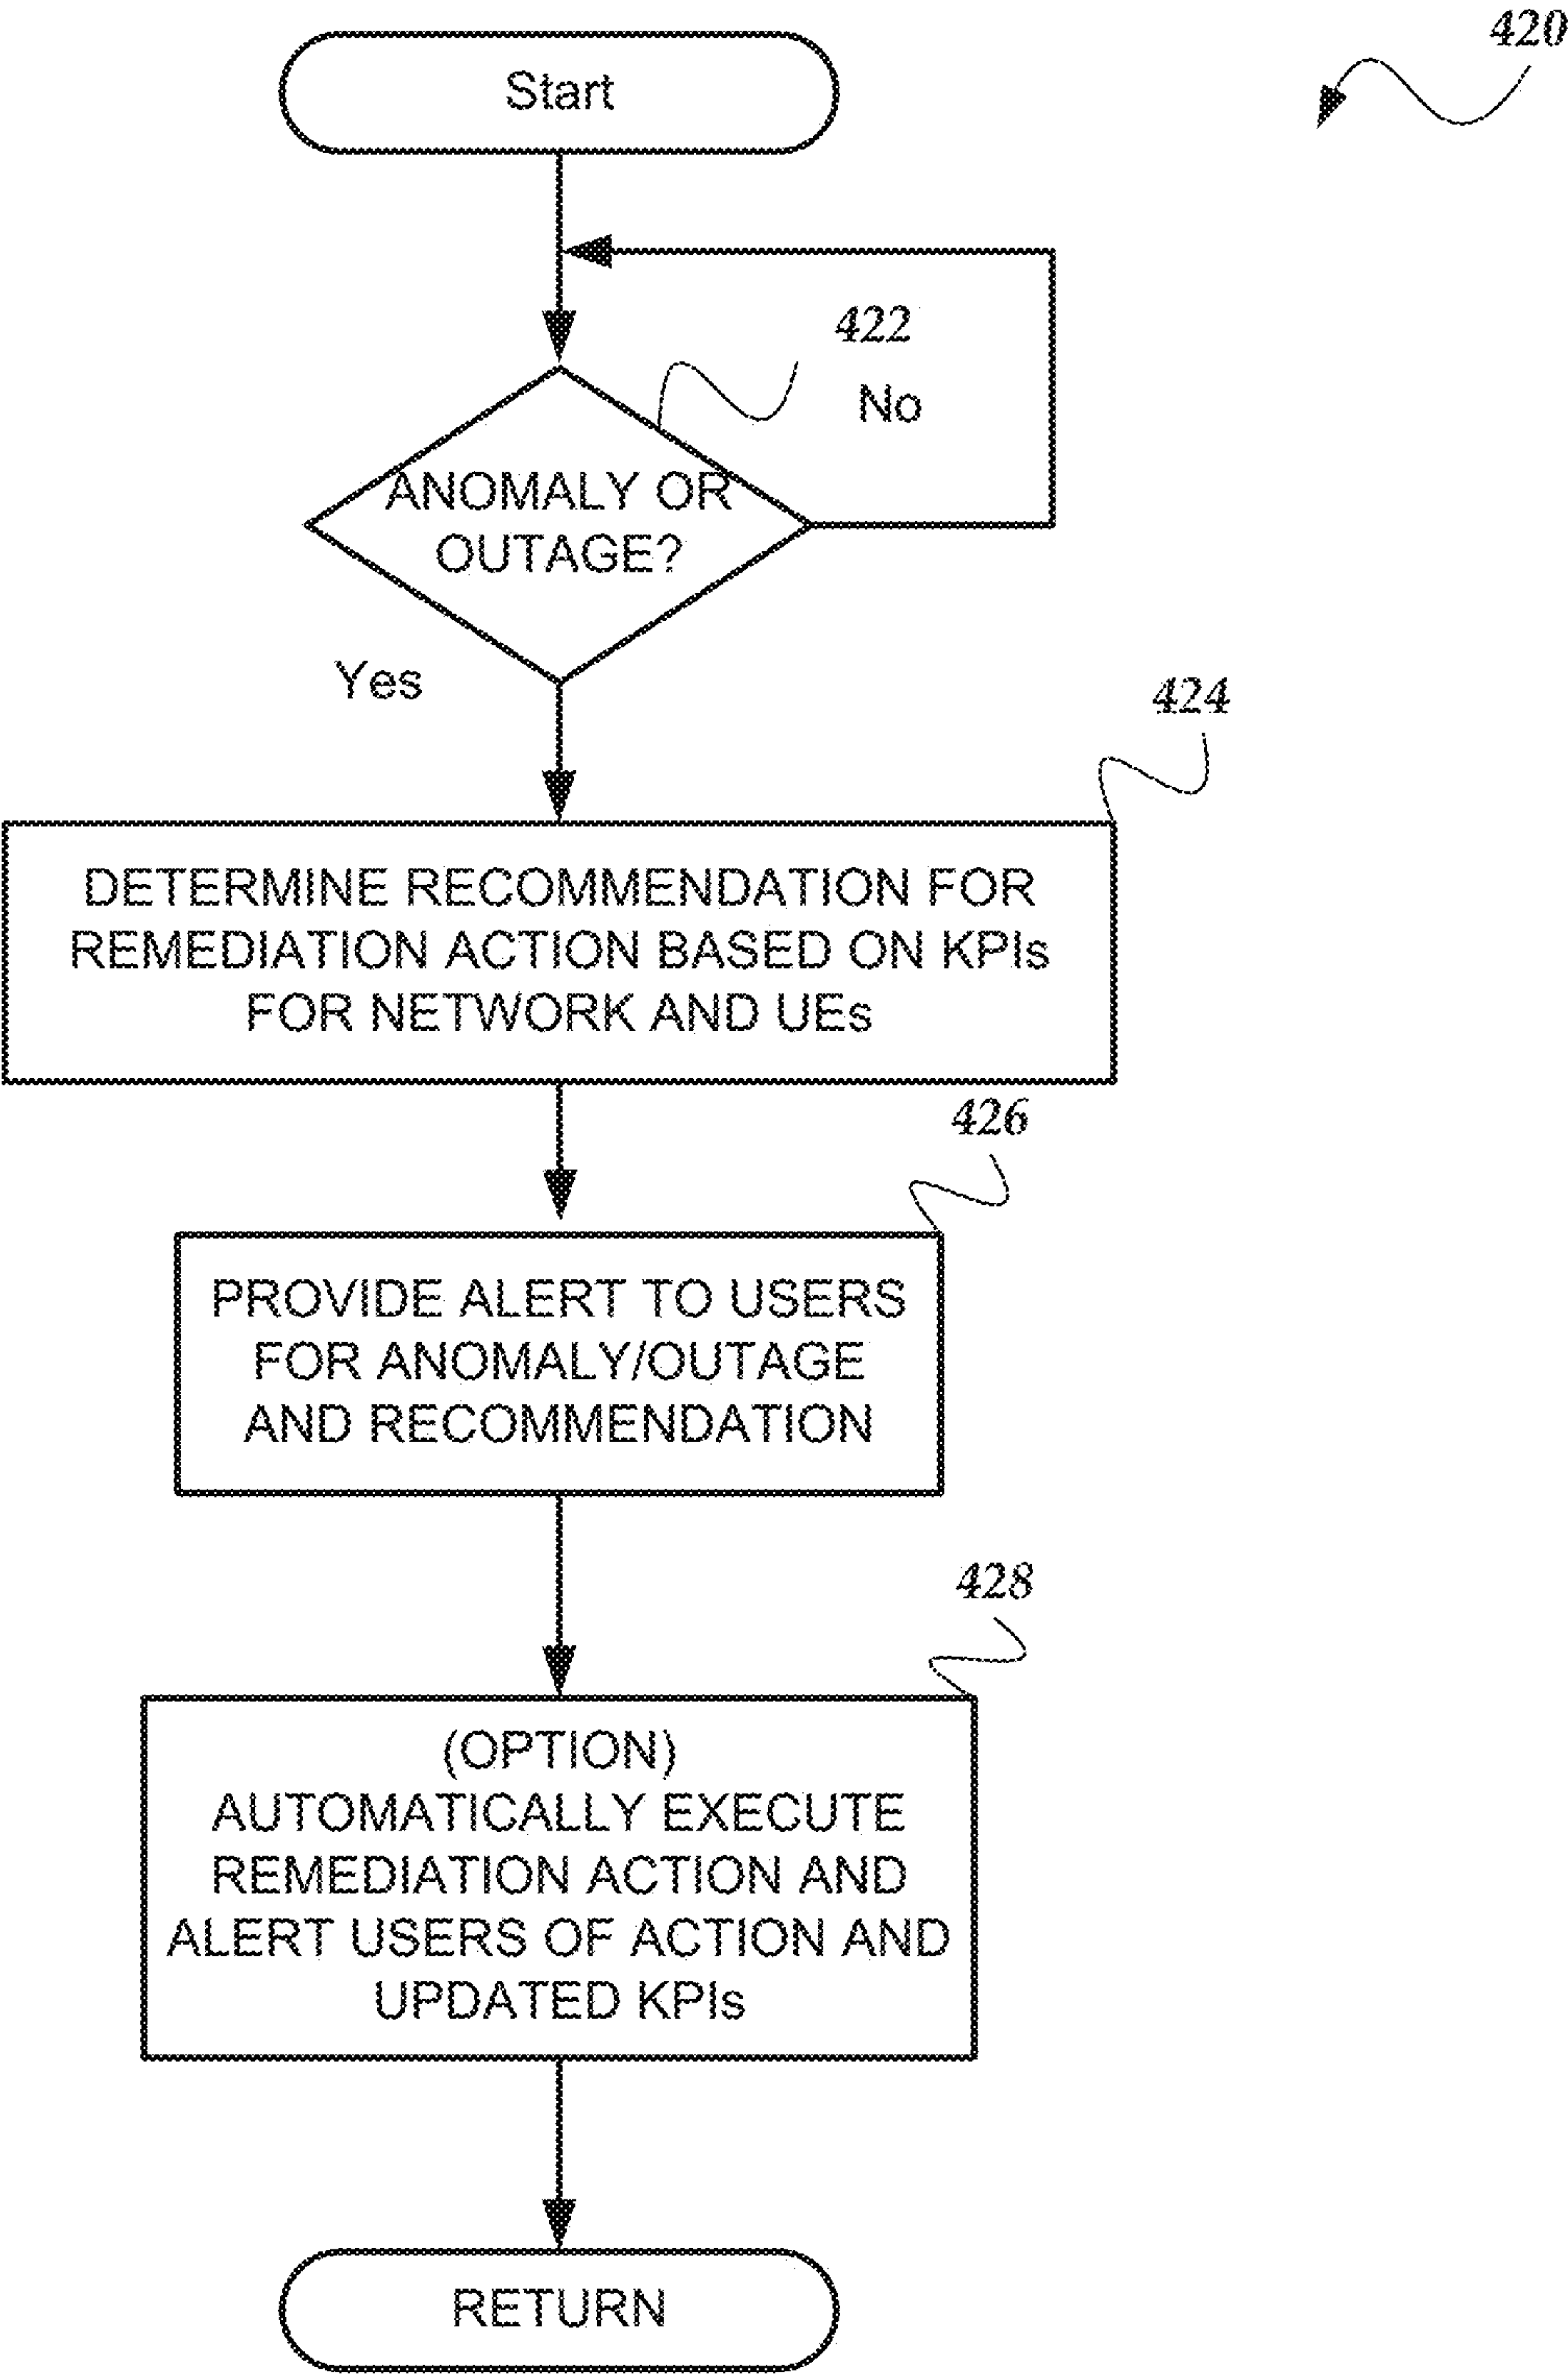 420
Start
422
No
ANOMALY OR
OUTAGE?
Yes
424
DETERMINE RECOMMENDATION FOR
REMEDIATION ACTION BASED ON KPIs
FOR NETWORK AND UEs
426
PROVIDE ALERT TO USERS
FOR ANOMALY/OUTAGE
AND RECOMMENDATION
428
(OPTION)
AUTOMATICALLY EXECUTE
REMEDIATION ACTION AND
ALERT USERS OF ACTION AND
UPDATED KPIs
RETURN